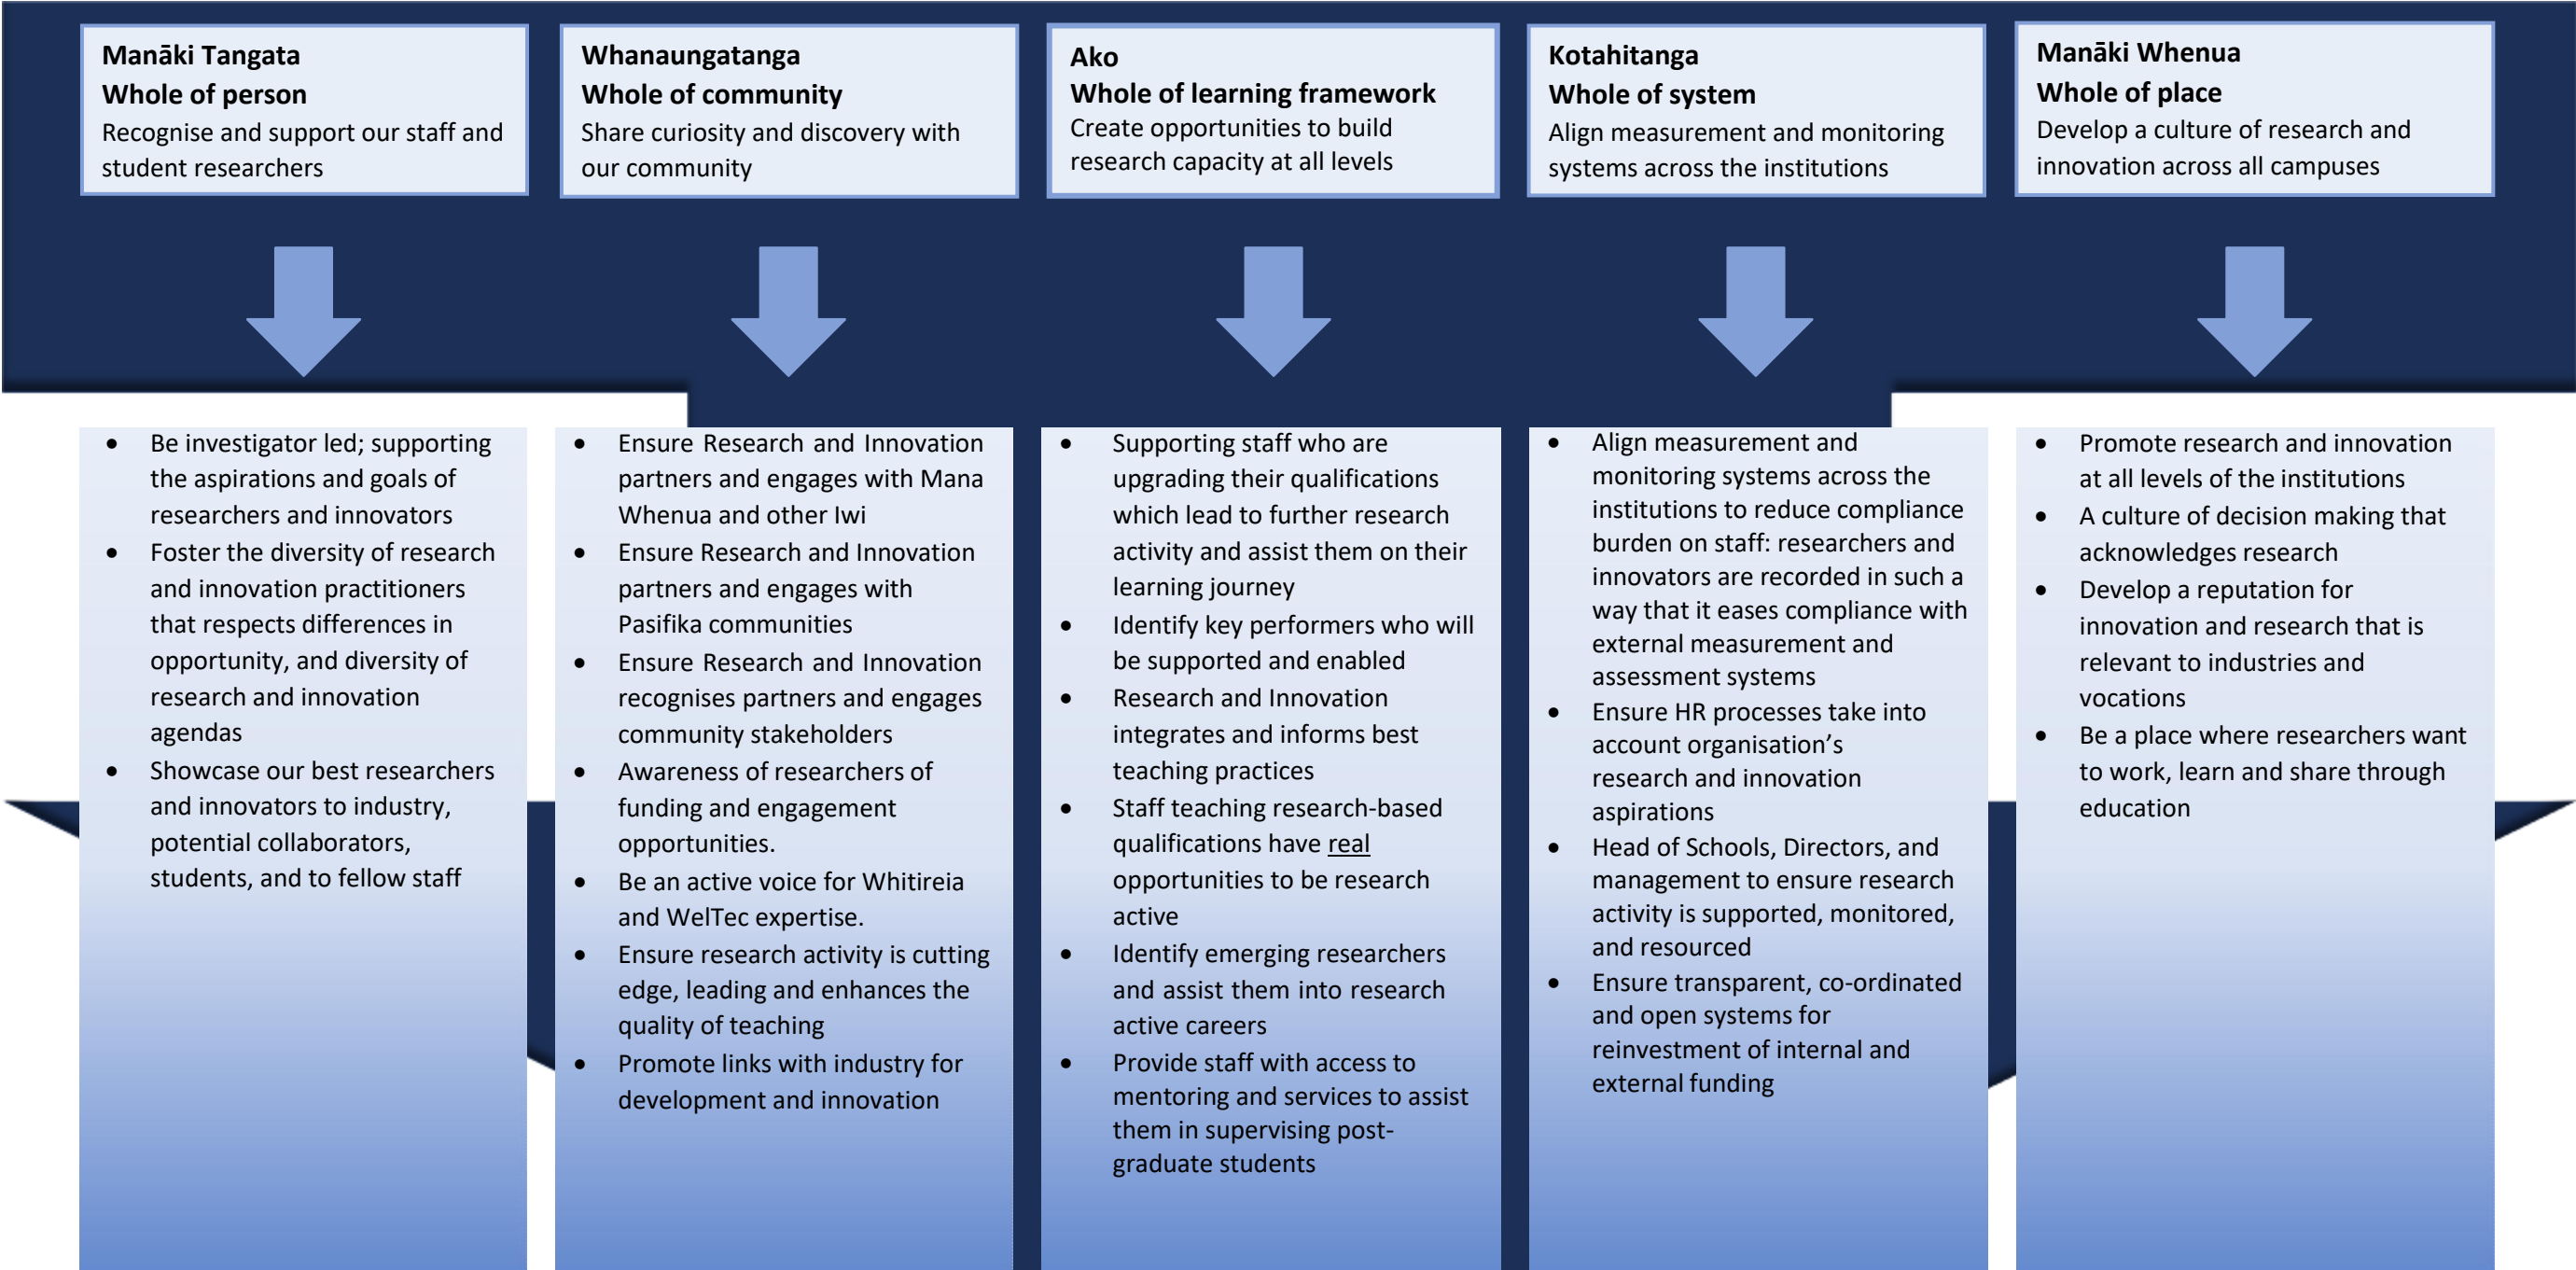 Manāki Tangata
Whole of person
Recognise and support our staff and
student researchers
Whanaungatanga
Whole of community
Share curiosity and discovery with
our community
Ako
Whole of learning framework
Create opportunities to build
research capacity at all levels
Kotahitanga
Whole of system
Align measurement and monitoring
systems across the institutions
Manāki Whenua
Whole of place
Develop a culture of research and
innovation across all campuses
• Be investigator led; supporting
the aspirations and goals of
researchers and innovators
• Foster the diversity of research
and innovation practitioners
that respects differences in
opportunity, and diversity of
research and innovation
agendas
• Showcase our best researchers
and innovators to industry,
potential collaborators,
students, and to fellow staff
• Ensure Research and Innovation
partners and engages with Mana
Whenua and other Iwi
• Ensure Research and Innovation
partners and engages with
Pasifika communities
• Ensure Research and Innovation
recognises partners and engages
community stakeholders
• Awareness of researchers of
funding and engagement
opportunities.
• Be an active voice for Whitireia
and WelTec expertise.
• Ensure research activity is cutting
edge, leading and enhances the
quality of teaching
• Promote links with industry for
development and innovation
• Supporting staff who are
upgrading their qualifications
which lead to further research
activity and assist them on their
learning journey
• Identify key performers who will
be supported and enabled
• Research and Innovation
integrates and informs best
teaching practices
• Staff teaching research-based
qualifications have real
opportunities to be research
active
• Identify emerging researchers
and assist them into research
active careers
• Provide staff with access to
mentoring and services to assist
them in supervising post-
graduate students
• Align measurement and
monitoring systems across the
institutions to reduce compliance
burden on staff: researchers and
innovators are recorded in such a
way that it eases compliance with
external measurement and
assessment systems
• Ensure HR processes take into
account organisation’s
research and innovation
aspirations
• Head of Schools, Directors, and
management to ensure research
activity is supported, monitored,
and resourced
• Ensure transparent, co-ordinated
and open systems for
reinvestment of internal and
external funding
• Promote research and innovation
at all levels of the institutions
• A culture of decision making that
acknowledges research
• Develop a reputation for
innovation and research that is
relevant to industries and
vocations
• Be a place where researchers want
to work, learn and share through
education